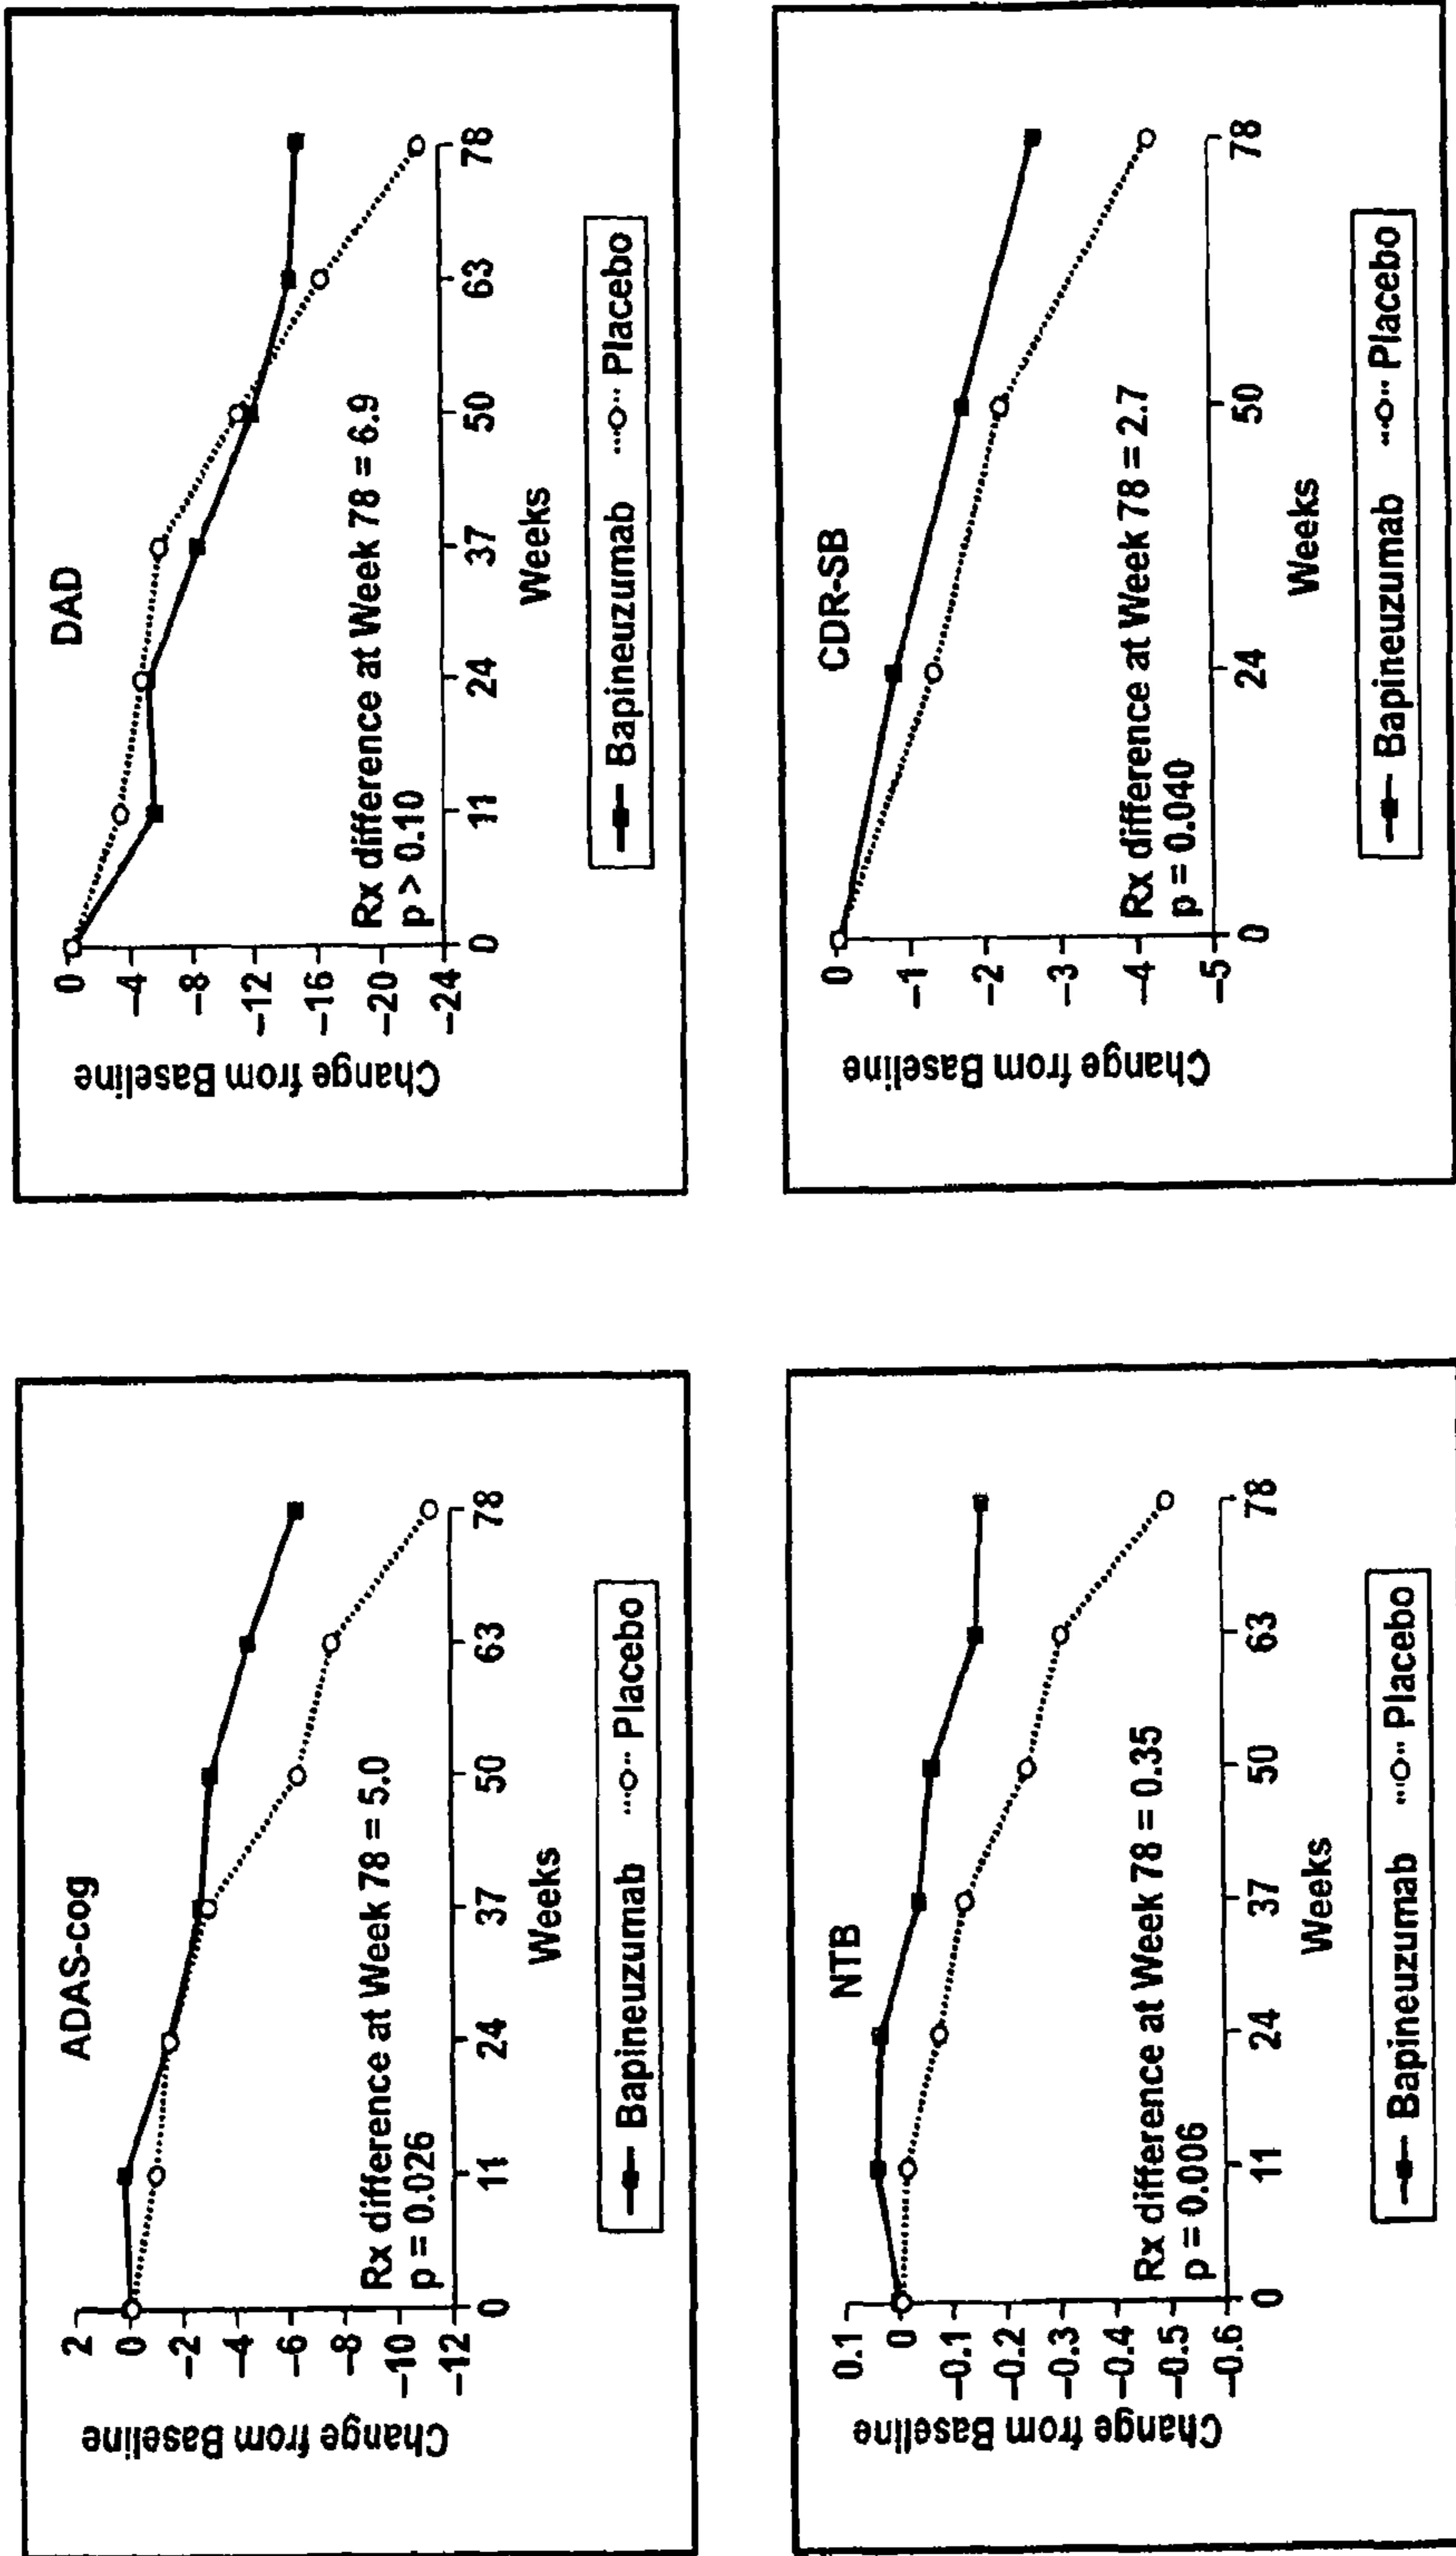 ADAS-cog
Change from Baseline
2
0
−2
−4
−6
−8
−10
−12
Rx difference at Week 78 = 5.0
p = 0.026
0 11 24 37 50 63 78
Weeks
Bapineuzumab Placebo
DAD
Change from Baseline
0
−4
−8
−12
−16
−20
−24
Rx difference at Week 78 = 6.9
p > 0.10
0 11 24 37 50 63 78
Weeks
Bapineuzumab Placebo
NTB
Change from Baseline
0.1
0
−0.1
−0.2
−0.3
−0.4
−0.5
−0.6
Rx difference at Week 78 = 0.35
p = 0.006
0 11 24 37 50 63 78
Weeks
Bapineuzumab Placebo
CDR-SB
Change from Baseline
0
−1
−2
−3
−4
−5
Rx difference at Week 78 = 2.7
p = 0.040
0 24 50 78
Weeks
Bapineuzumab Placebo